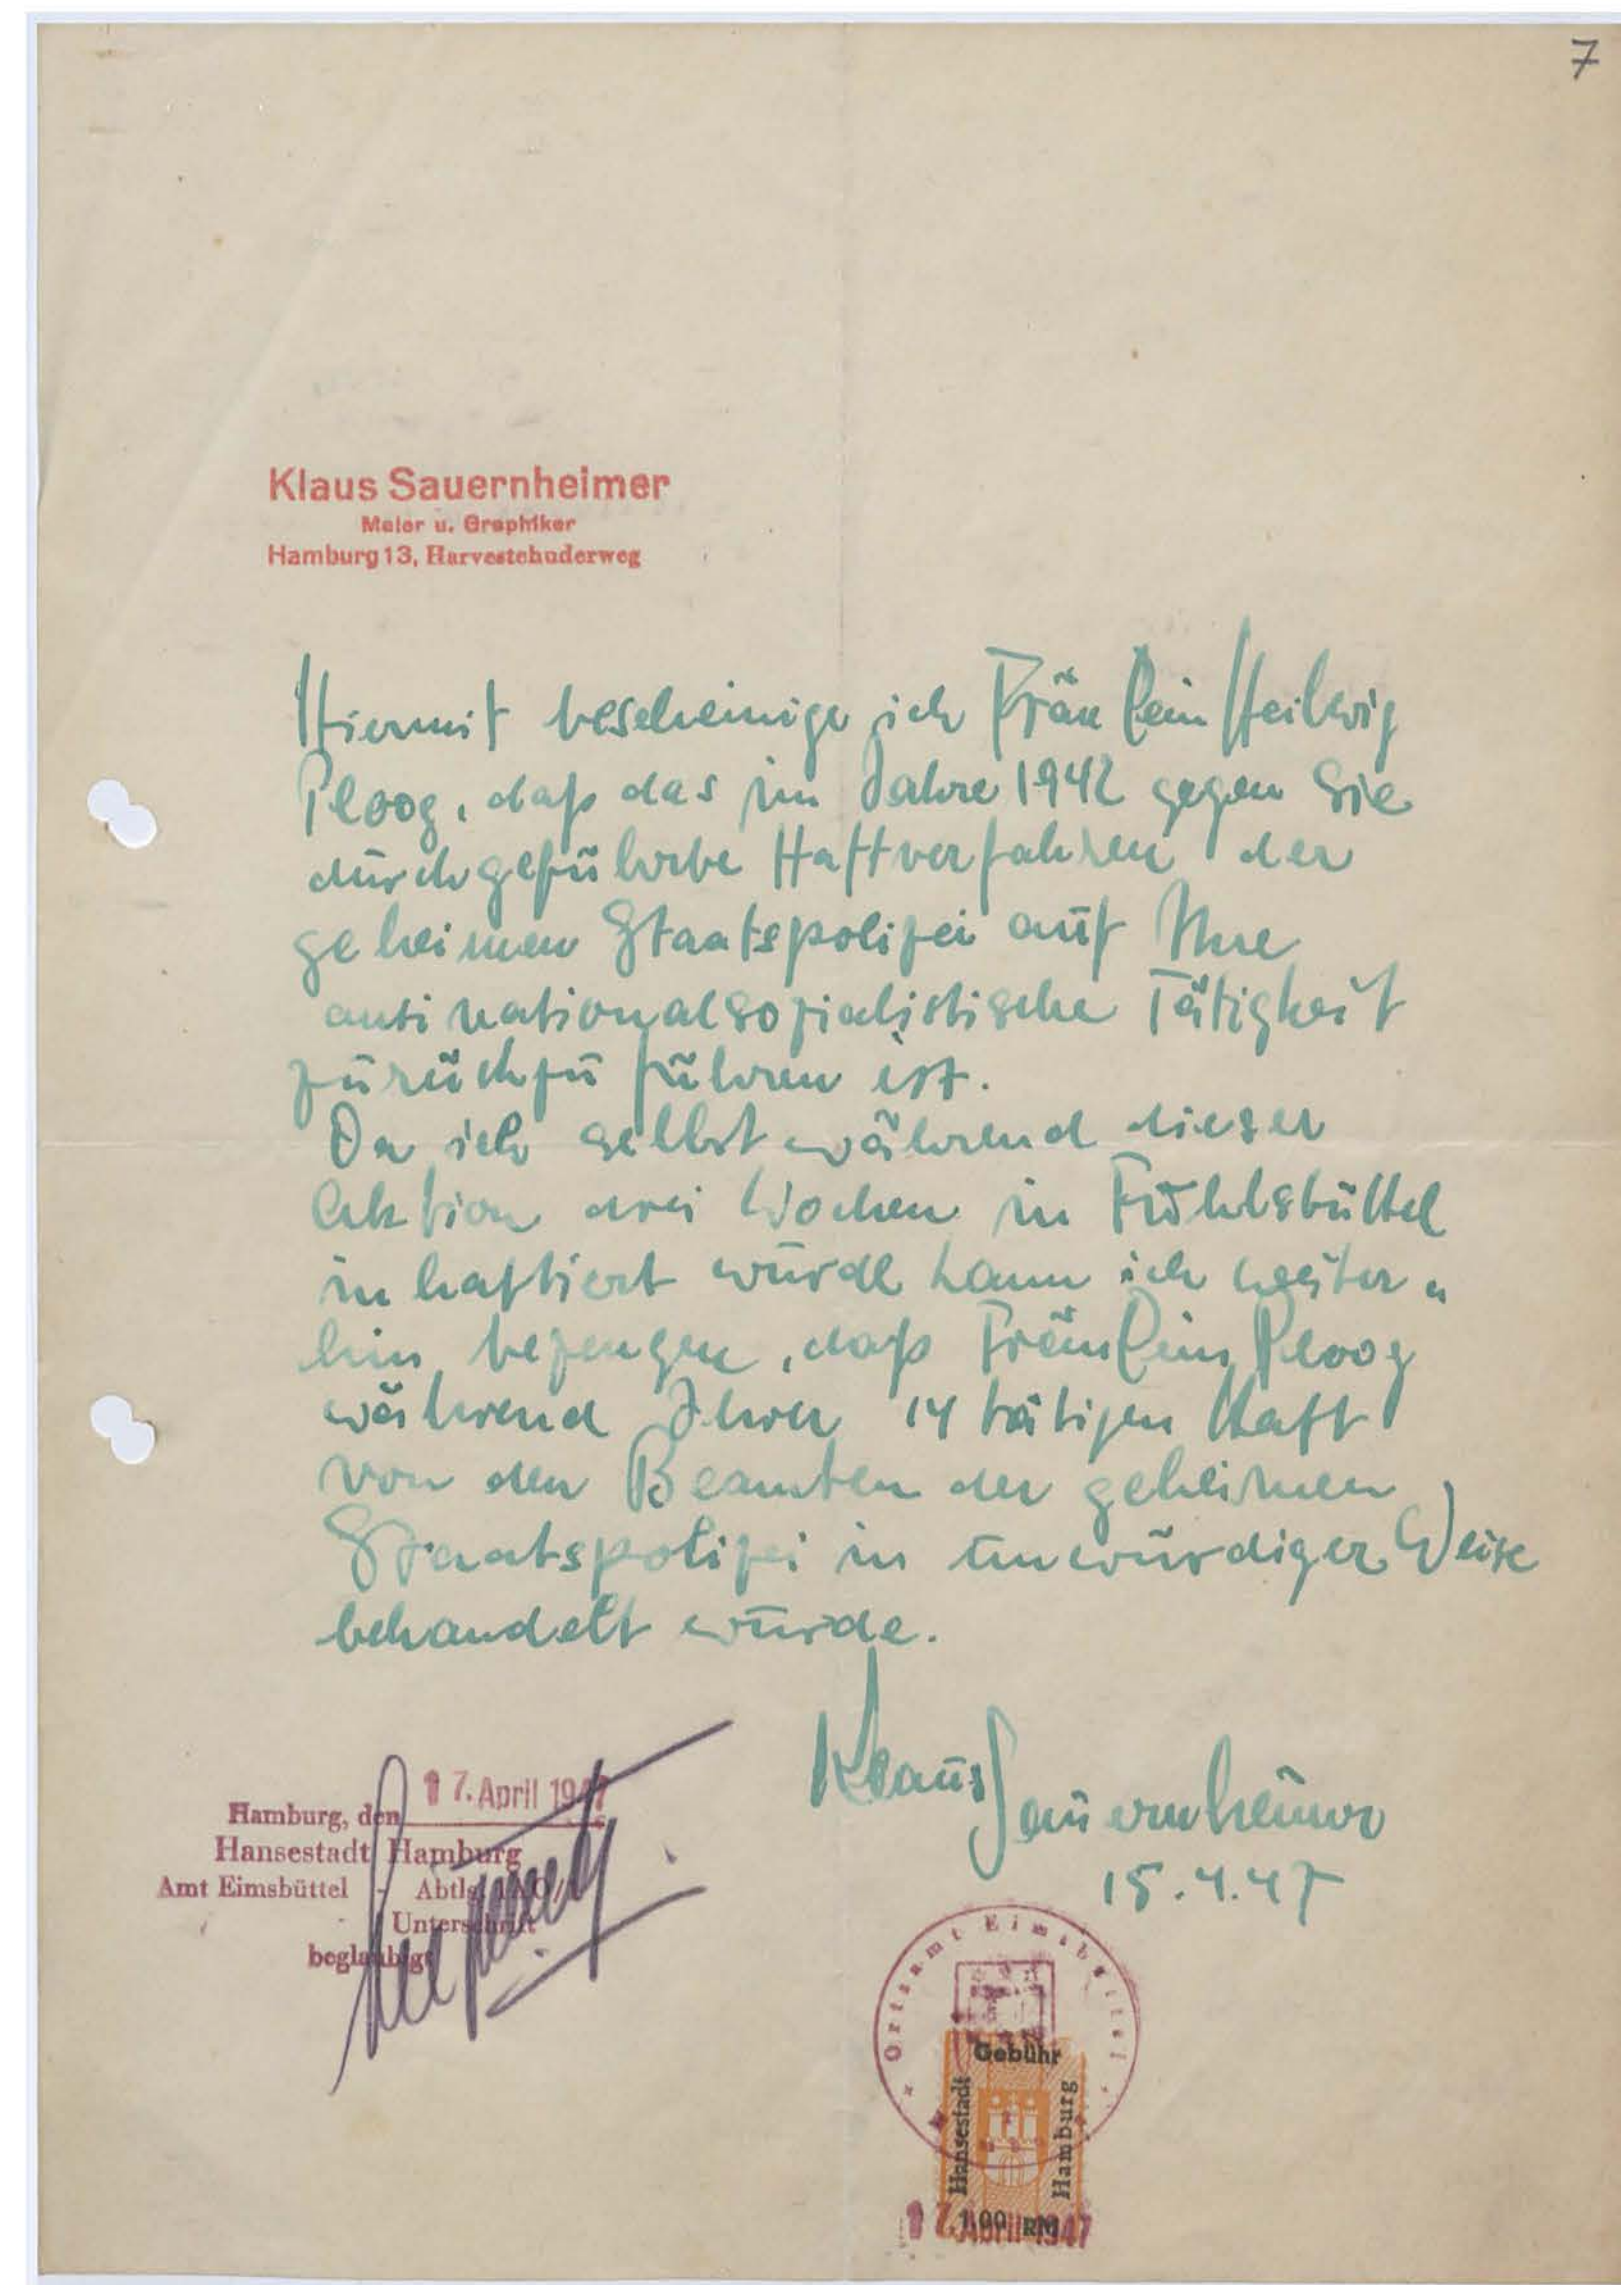 7
Klaus Sauernheimer
Maler u. Graphiker
Hamburg 13, Harvestehuderweg
Hiermit bescheinige ich Fräulein Heilwig
Ploog, daß das im Jahre 1942 gegen Sie
durchgeführte Haftverfahren der
geheimen Staatspolizei auf Ihre
antinationalsozialistische Tätigkeit
zurückzuführen ist.
Da ich selbst während dieser
Aktion drei Wochen in Fuhlsbüttel
inhaftiert wurde kann ich weiter-
hin bezeugen, daß Fräulein Ploog
während Ihrer 14 tätigen Haft
von den Beamten der geheimen
Staatspolizei in unwürdiger Weise
behandelt wurde.
Klaus Sauernheimer
15.4.47
Hamburg, den 17. April 1947
Hansestadt Hamburg
Amt Eimsbüttel - Abtlg.
Unterschrift
beglaubigt
Ortsamt Eimsbüttel
Gebühr
Hansestadt
Hamburg
1.00 RM
17. April 1947